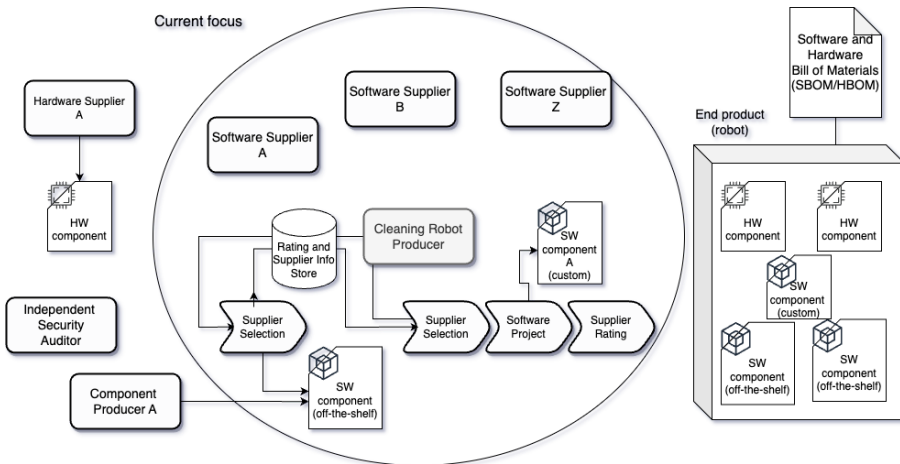 Current focus
Software and
Hardware
Bill of Materials
(SBOM/HBOM)
Hardware Supplier
A
Software Supplier
B
Software Supplier
Z
Software Supplier
A
End product
(robot)
HW
component
Rating and
Supplier Info
Store
Cleaning Robot
Producer
SW
component
A
(custom)
HW
component
HW
component
Independent
Security
Auditor
Supplier
Selection
Supplier
Selection
Software
Project
Supplier
Rating
SW
component
(custom)
Component
Producer A
SW
component
(off-the-shelf)
SW
component
(off-the-shelf)
SW
component
(off-the-shelf)